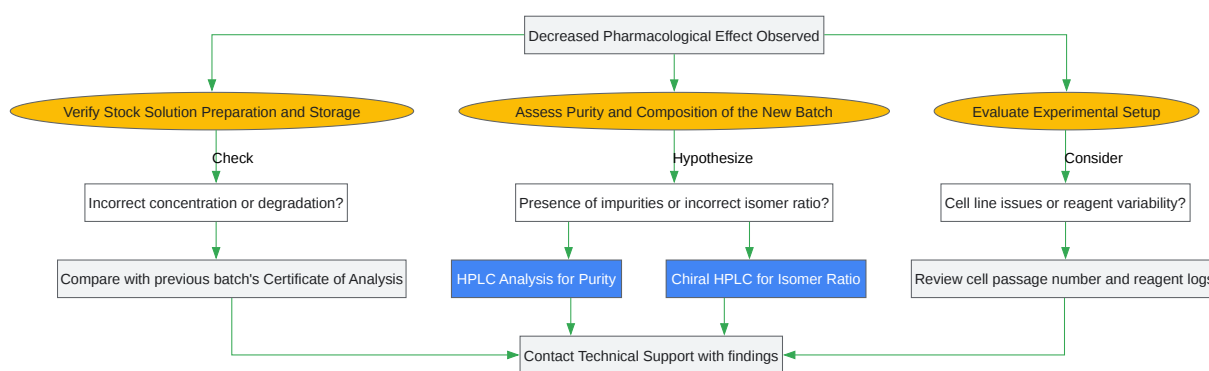 Decreased Pharmacological Effect Observed
Verify Stock Solution Preparation and Storage
Assess Purity and Composition of the New Batch
Evaluate Experimental Setup
Check
Hypothesize
Consider
Incorrect concentration or degradation?
Presence of impurities or incorrect isomer ratio?
Cell line issues or reagent variability?
Compare with previous batch's Certificate of Analysis
HPLC Analysis for Purity
Chiral HPLC for Isomer Ratio
Review cell passage number and reagent logs
Contact Technical Support with findings